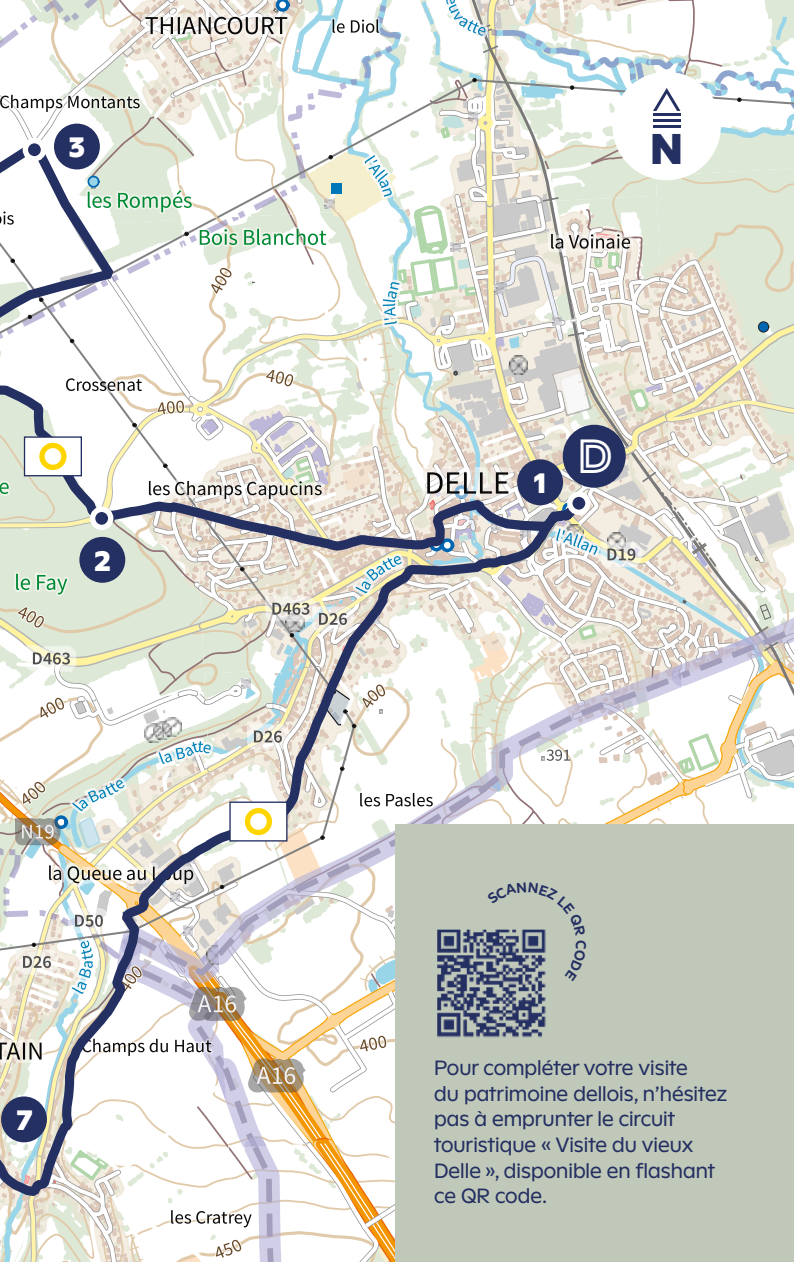 THIANCOURT
le Diol
Champs Montants
3
N
l'Allan
les Rompés
Bois Blanchot
la Voinaie
400
l'Allan
Crossenat
400
400
D
DELLE
1
les Champs Capucins
2
l'Allan
D19
la Batte
le Fay
D463
D26
400
D463
400
400
D26
la Batte
391
400
la Batte
les Pasles
N19
la Queue au Loup
D50
D26
la Batte
400
A16
TAIN
Champs du Haut
400
A16
7
les Cratrey
450
SCANNEZ LE QR CODE
Pour compléter votre visite
du patrimoine dellois, n'hésitez
pas à emprunter le circuit
touristique « Visite du vieux
Delle », disponible en flashant
ce QR code.